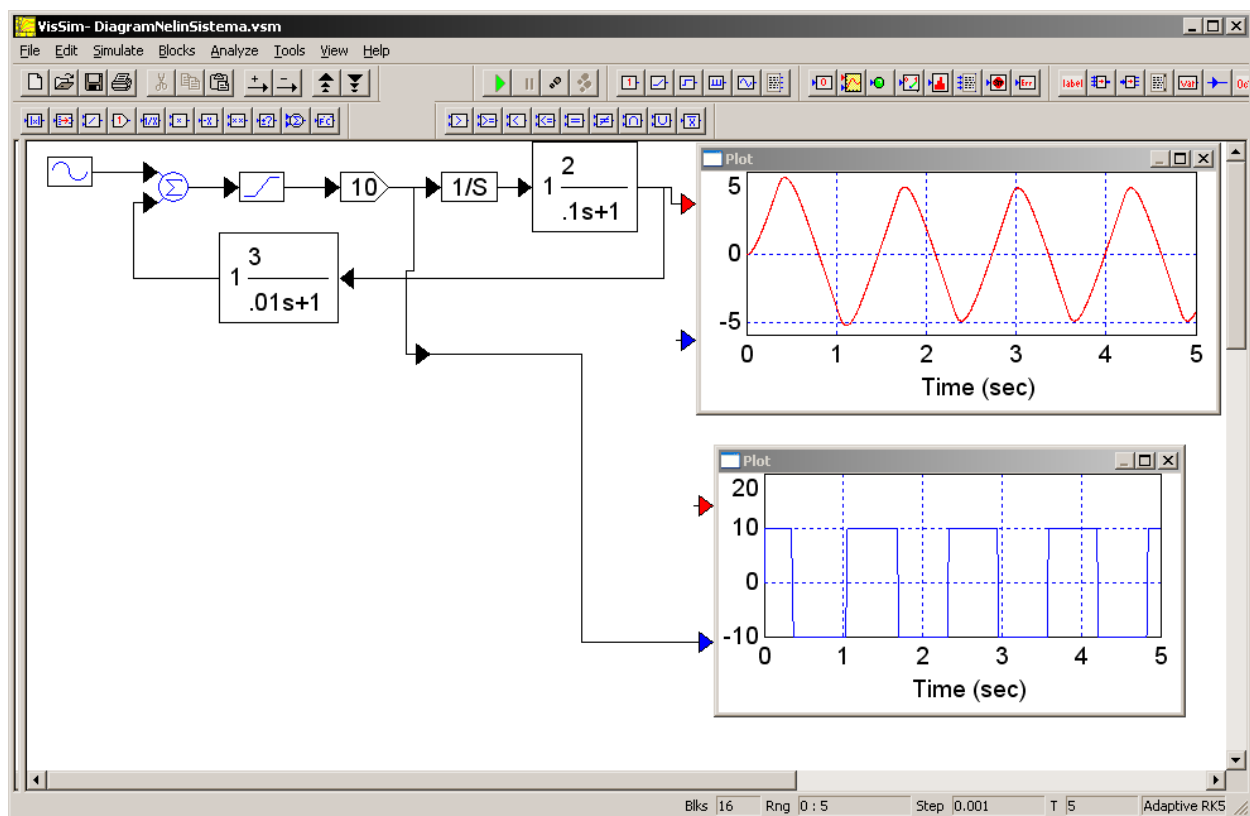 VisSim- DiagramNelinSistema.vsm
File Edit Simulate Blocks Analyze Tools View Help
label
var
Err
1/S
10
2
1
.1s+1
3
1
.01s+1
Plot
5
0
-5
0 1 2 3 4 5
Time (sec)
Plot
20
10
0
-10
0 1 2 3 4 5
Time (sec)
Blks 16 Rng 0 : 5 Step 0.001 T 5 Adaptive RK5